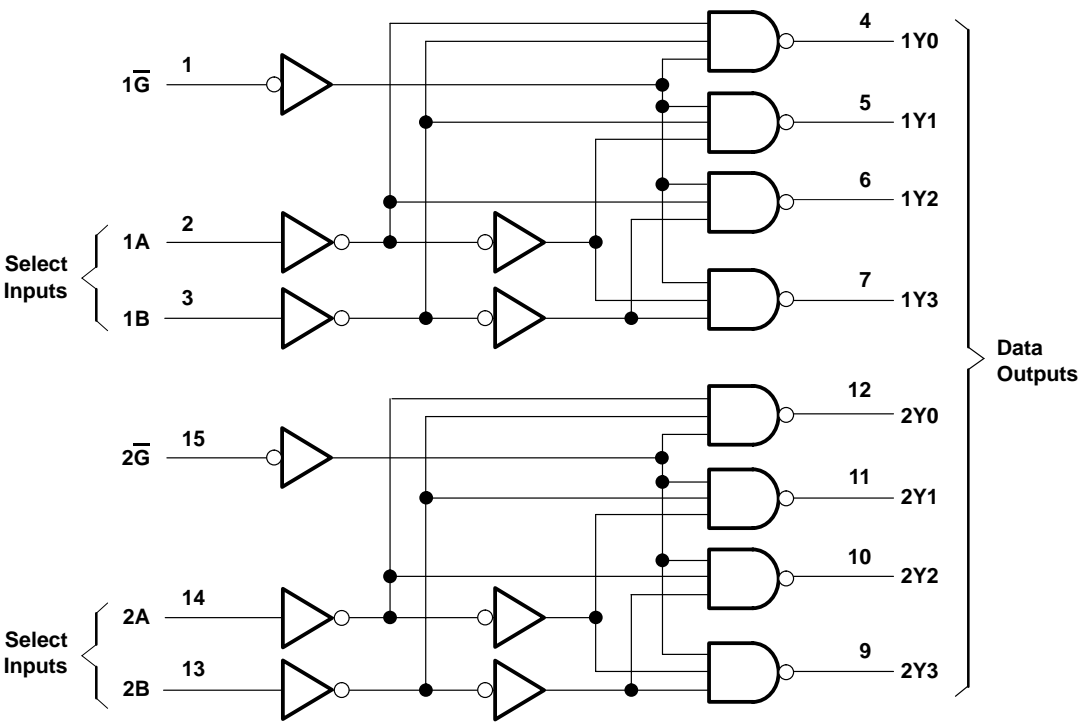 4
1Y0
1
1G̅
5
1Y1
6
1Y2
2
1A
Select
Inputs
3
1B
7
1Y3
Data
Outputs
12
2Y0
15
2G̅
11
2Y1
10
2Y2
14
2A
Select
Inputs
13
2B
9
2Y3